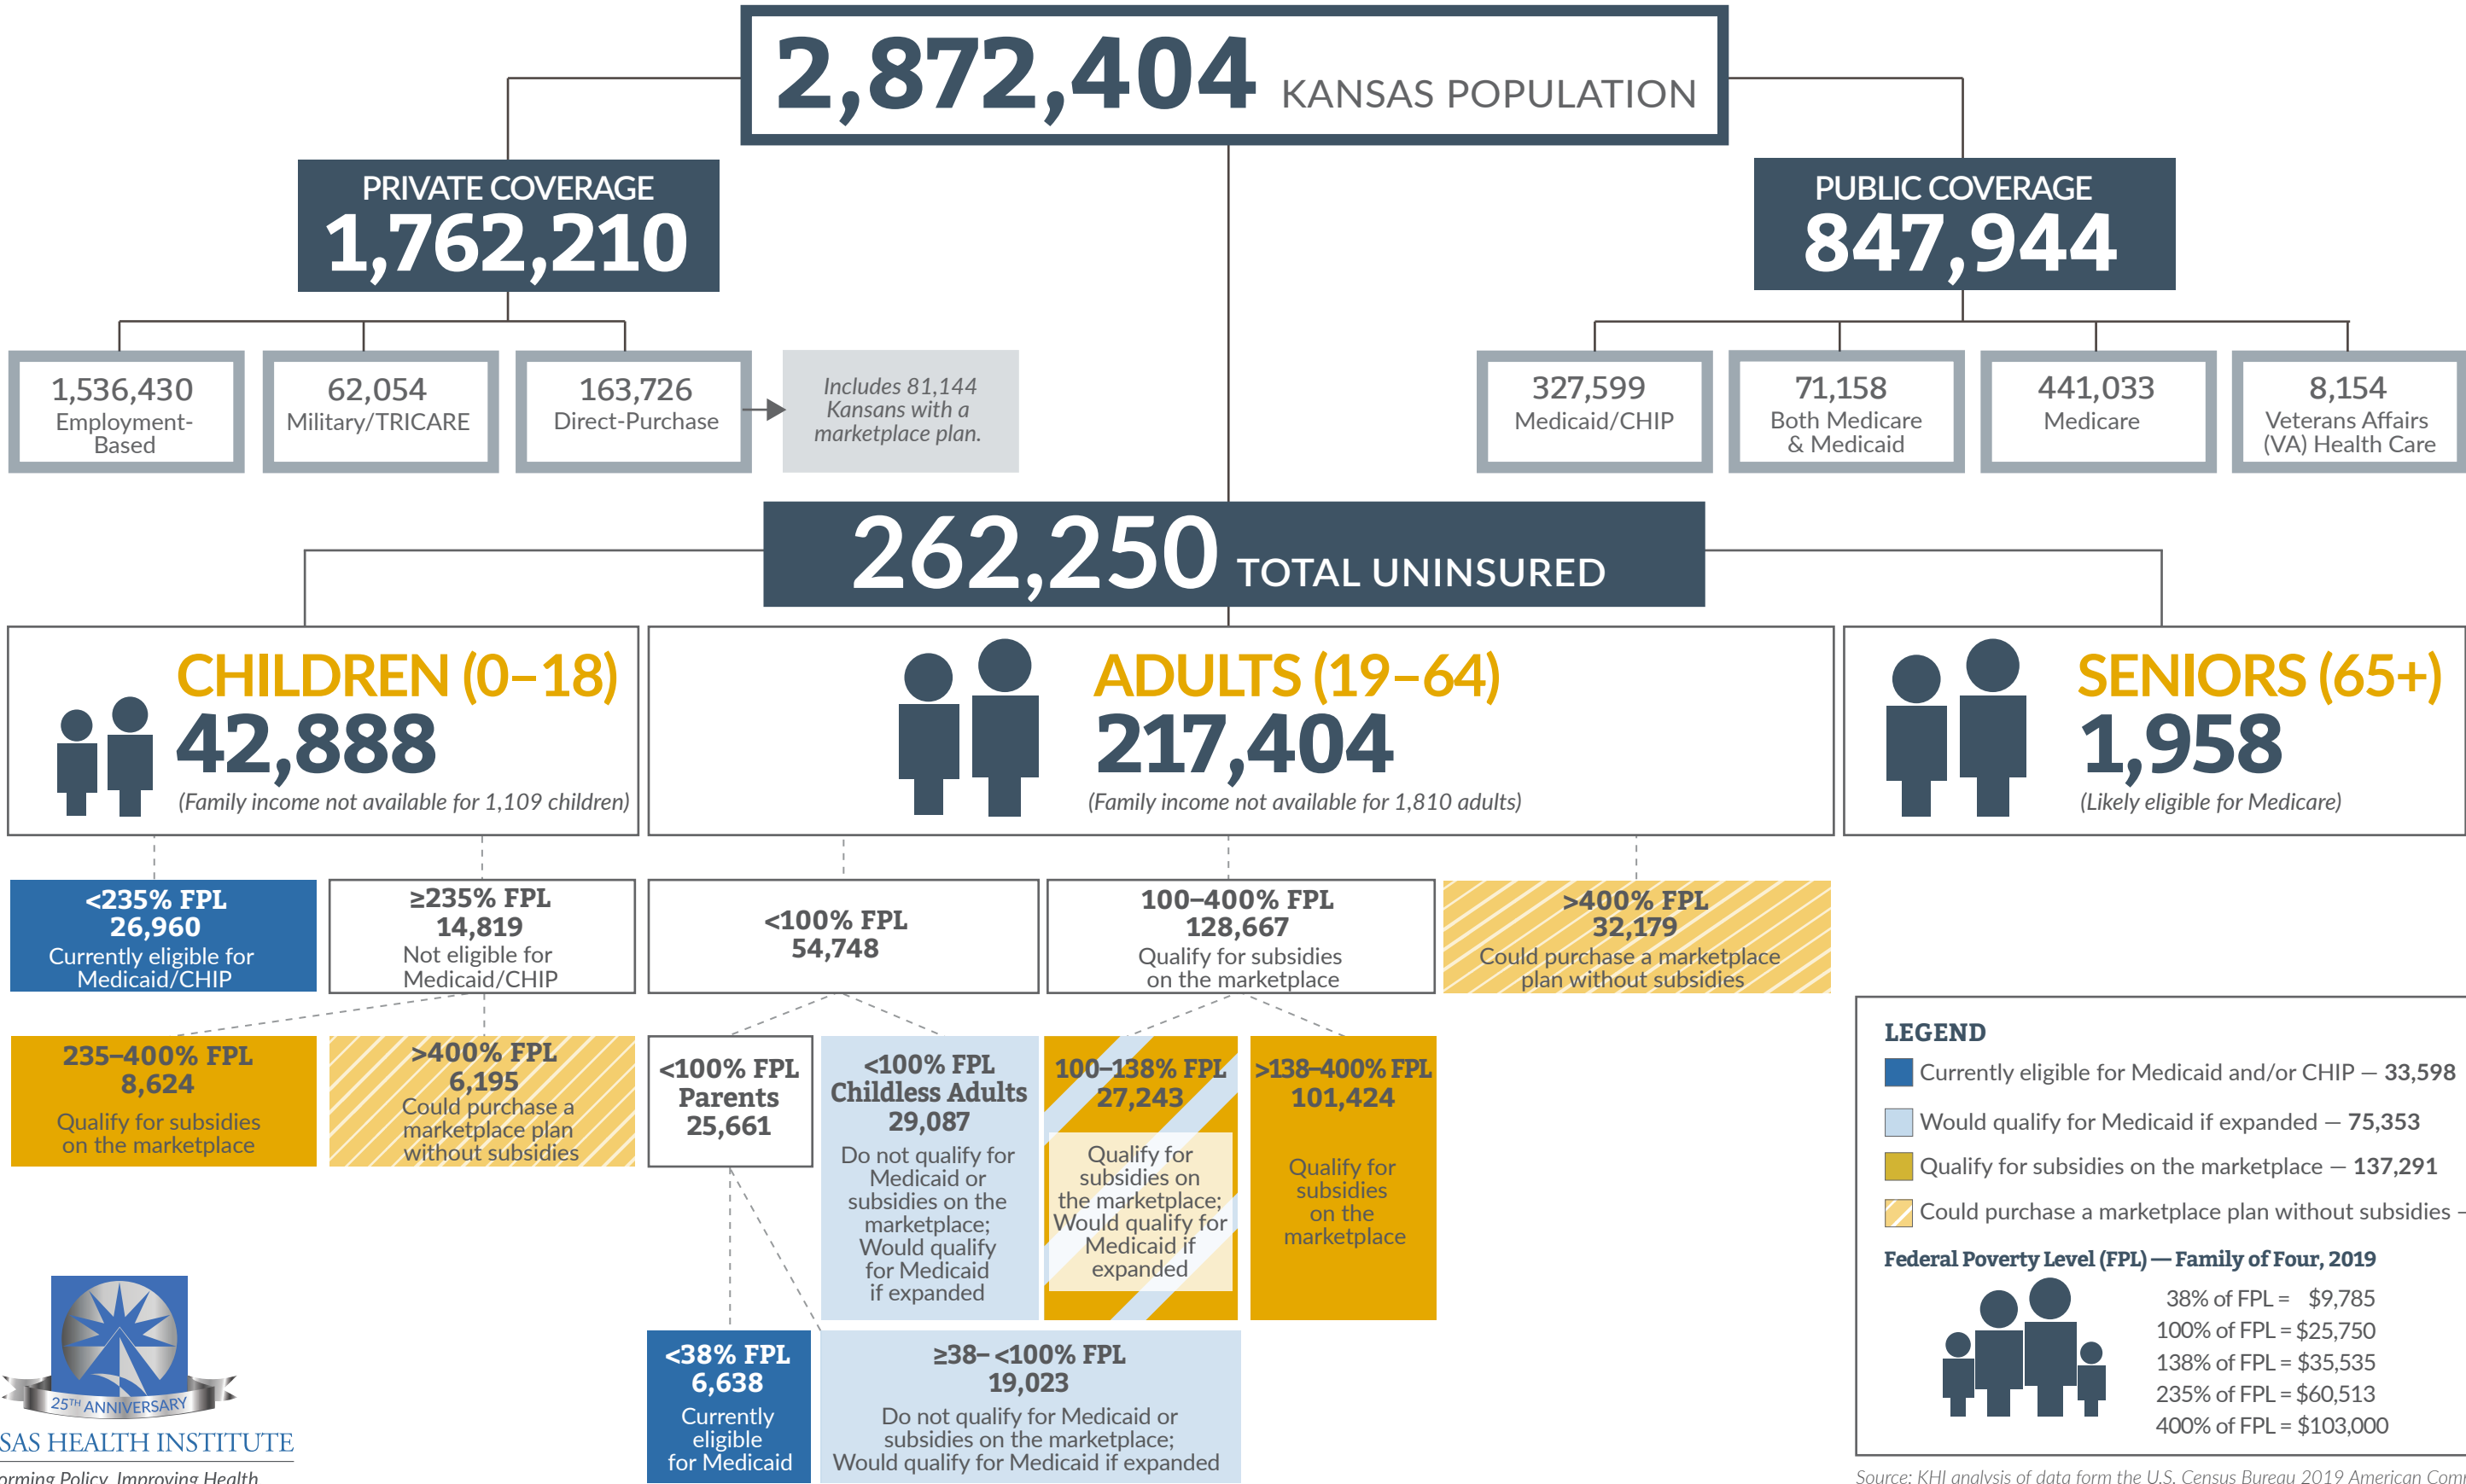 2,872,404 KANSAS POPULATION
PRIVATE COVERAGE
1,762,210
PUBLIC COVERAGE
847,944
1,536,430
Employment-
Based
62,054
Military/TRICARE
163,726
Direct-Purchase
Includes 81,144
Kansans with a
marketplace plan.
327,599
Medicaid/CHIP
71,158
Both Medicare
& Medicaid
441,033
Medicare
8,154
Veterans Affairs
(VA) Health Care
262,250 TOTAL UNINSURED
CHILDREN (0–18)
42,888
(Family income not available for 1,109 children)
ADULTS (19–64)
217,404
(Family income not available for 1,810 adults)
SENIORS (65+)
1,958
(Likely eligible for Medicare)
<235% FPL
26,960
Currently eligible for
Medicaid/CHIP
≥235% FPL
14,819
Not eligible for
Medicaid/CHIP
<100% FPL
54,748
100–400% FPL
128,667
Qualify for subsidies
on the marketplace
>400% FPL
32,179
Could purchase a marketplace
plan without subsidies
235–400% FPL
8,624
Qualify for subsidies
on the marketplace
>400% FPL
6,195
Could purchase a
marketplace plan
without subsidies
<100% FPL
Parents
25,661
<100% FPL
Childless Adults
29,087
Do not qualify for
Medicaid or
subsidies on the
marketplace;
Would qualify
for Medicaid
if expanded
100–138% FPL
27,243
Qualify for
subsidies on
the marketplace;
Would qualify for
Medicaid if
expanded
>138–400% FPL
101,424
Qualify for
subsidies
on the
marketplace
<38% FPL
6,638
Currently
eligible
for Medicaid
≥38– <100% FPL
19,023
Do not qualify for Medicaid or
subsidies on the marketplace;
Would qualify for Medicaid if expanded
LEGEND
Currently eligible for Medicaid and/or CHIP — 33,598
Would qualify for Medicaid if expanded — 75,353
Qualify for subsidies on the marketplace — 137,291
Could purchase a marketplace plan without subsidies —
Federal Poverty Level (FPL) — Family of Four, 2019
38% of FPL = $9,785
100% of FPL = $25,750
138% of FPL = $35,535
235% of FPL = $60,513
400% of FPL = $103,000
25TH ANNIVERSARY
SAS HEALTH INSTITUTE
orming Policy. Improving Health
Source: KHI analysis of data form the U.S. Census Bureau 2019 American Com